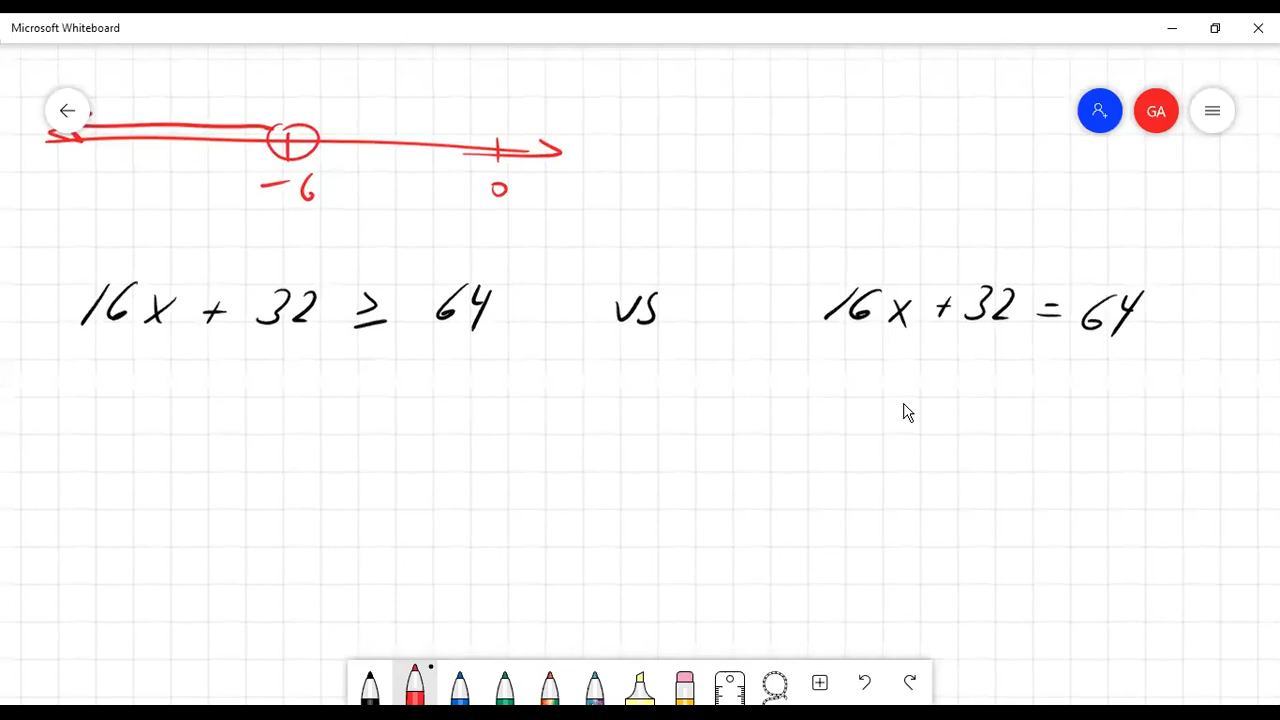 Microsoft Whiteboard
GA
-6 0
16x + 32 ≥ 64 vs 16x + 32 = 64